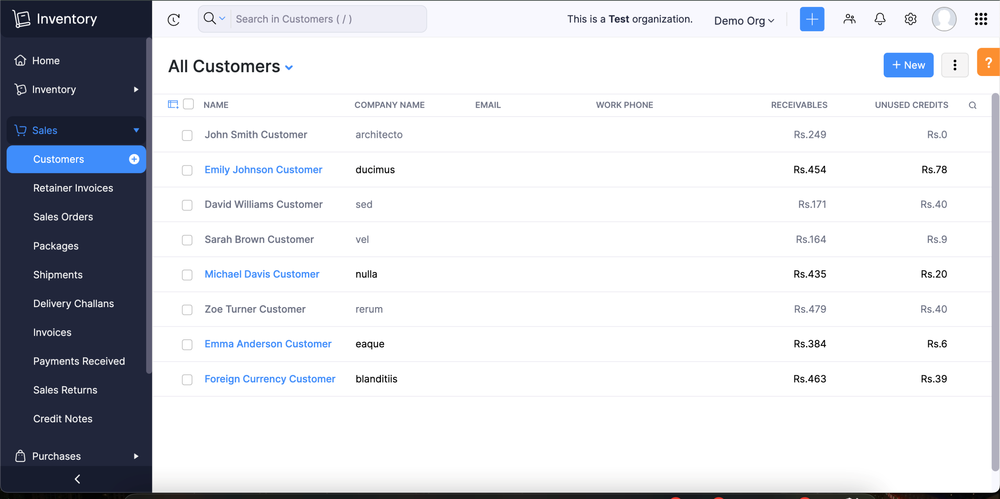 Inventory
Search in Customers ( / )
This is a Test organization.
Demo Org
Home
Inventory
Sales
Customers
Retainer Invoices
Sales Orders
Packages
Shipments
Delivery Challans
Invoices
Payments Received
Sales Returns
Credit Notes
Purchases
All Customers
+ New
?
NAME COMPANY NAME EMAIL WORK PHONE RECEIVABLES UNUSED CREDITS
John Smith Customer architecto Rs.249 Rs.0
Emily Johnson Customer ducimus Rs.454 Rs.78
David Williams Customer sed Rs.171 Rs.40
Sarah Brown Customer vel Rs.164 Rs.9
Michael Davis Customer nulla Rs.435 Rs.20
Zoe Turner Customer rerum Rs.479 Rs.40
Emma Anderson Customer eaque Rs.384 Rs.6
Foreign Currency Customer blanditiis Rs.463 Rs.39